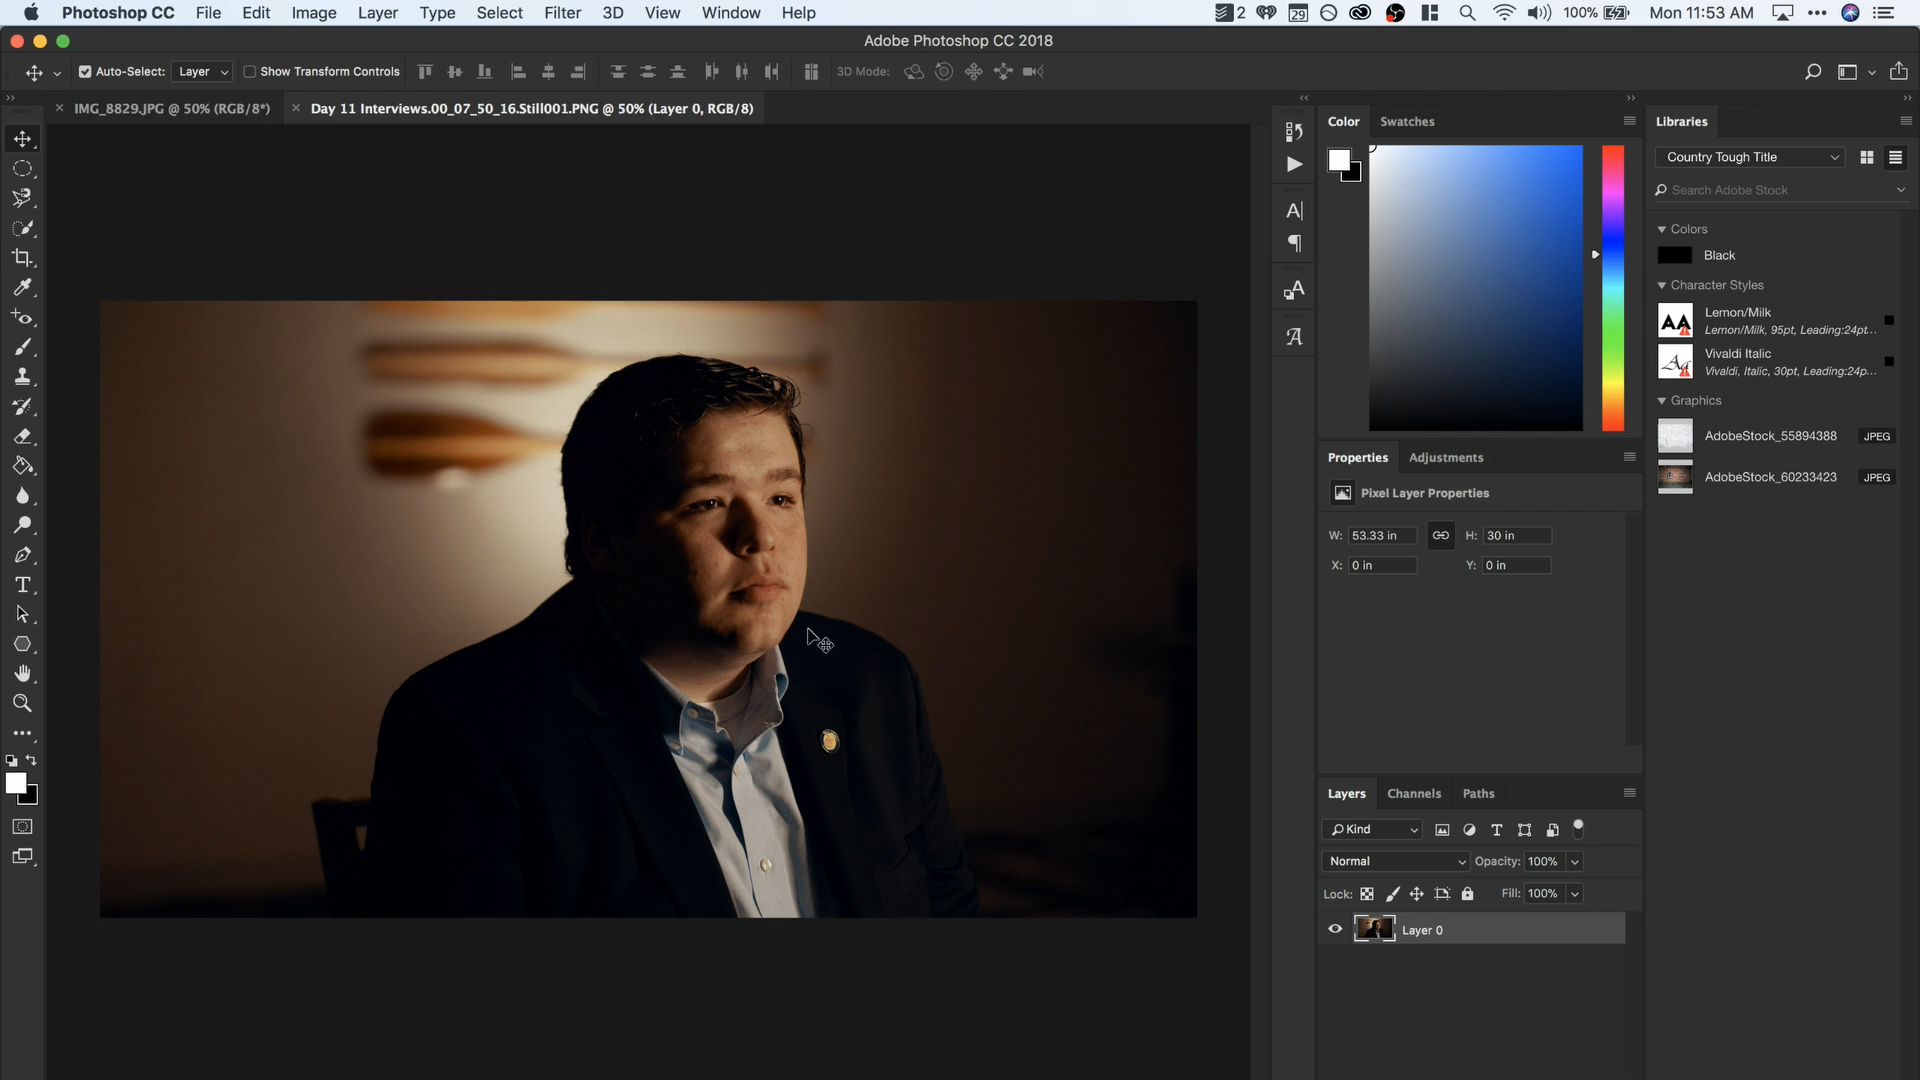 Photoshop CC File Edit Image Layer Type Select Filter 3D View Window Help 2 29 100% Mon 11:53 AM
Adobe Photoshop CC 2018
Auto-Select: Layer Show Transform Controls 3D Mode:
IMG_8829.JPG @ 50% (RGB/8*) Day 11 Interviews.00_07_50_16.Still001.PNG @ 50% (Layer 0, RGB/8)
Color Swatches
Libraries
Country Tough Title
Search Adobe Stock
Colors
Black
Character Styles
Lemon/Milk
Lemon/Milk, 95pt, Leading:24pt...
Vivaldi Italic
Vivaldi, Italic, 30pt, Leading:24p...
Graphics
AdobeStock_55894388 JPEG
AdobeStock_60233423 JPEG
Properties Adjustments
Pixel Layer Properties
W: 53.33 in H: 30 in
X: 0 in Y: 0 in
Layers Channels Paths
Kind
Normal Opacity: 100%
Lock: Fill: 100%
Layer 0